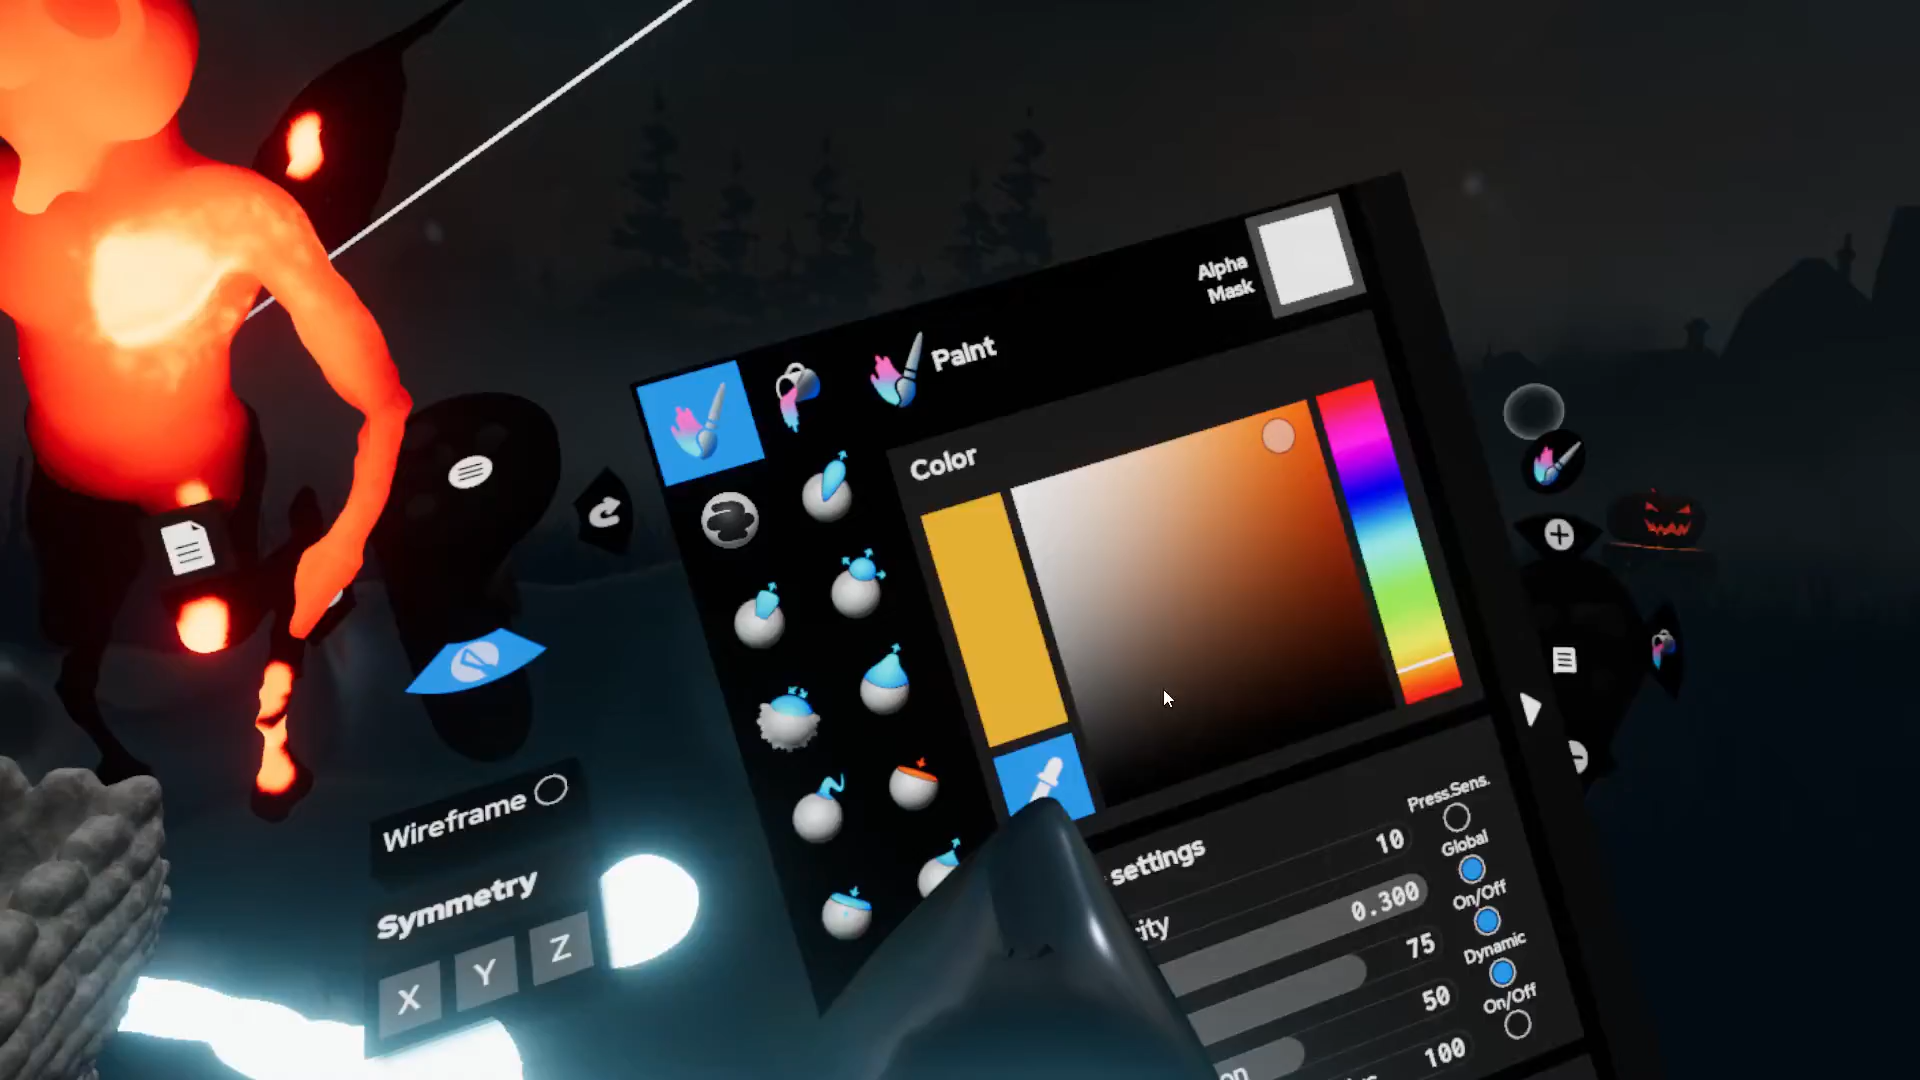 Alpha
Mask
Paint
Color
Press.Sens.
settings
10
Global
0.300
On/Off
75
Dynamic
50
On/Off
100
Wireframe
Symmetry
X Y Z